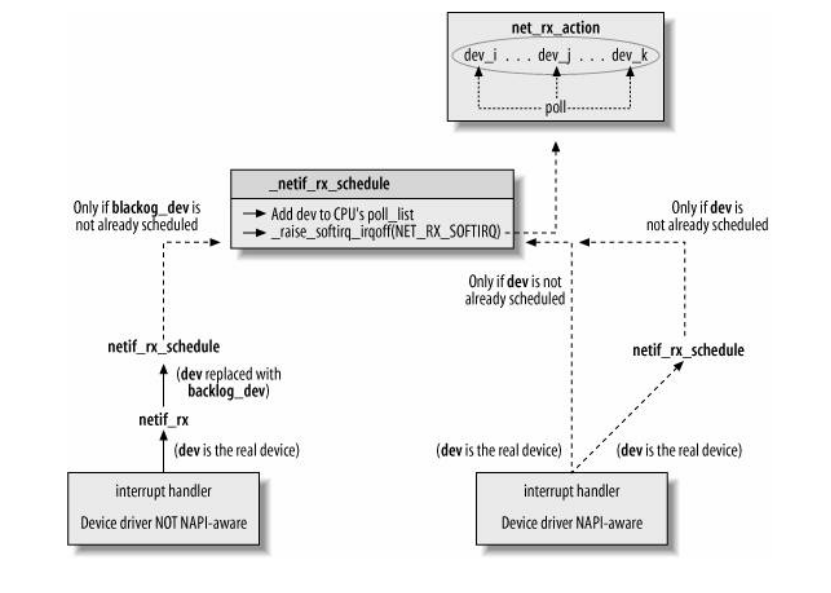 net_rx_action
dev_i . . . dev_j . . . dev_k
poll
_netif_rx_schedule
Add dev to CPU's poll_list
_raise_softirq_irqoff(NET_RX_SOFTIRQ)
Only if blackog_dev is
not already scheduled
Only if dev is
not already scheduled
Only if dev is not
already scheduled
netif_rx_schedule
netif_rx_schedule
(dev replaced with
backlog_dev)
netif_rx
(dev is the real device)
(dev is the real device)
(dev is the real device)
interrupt handler
Device driver NOT NAPI-aware
interrupt handler
Device driver NAPI-aware